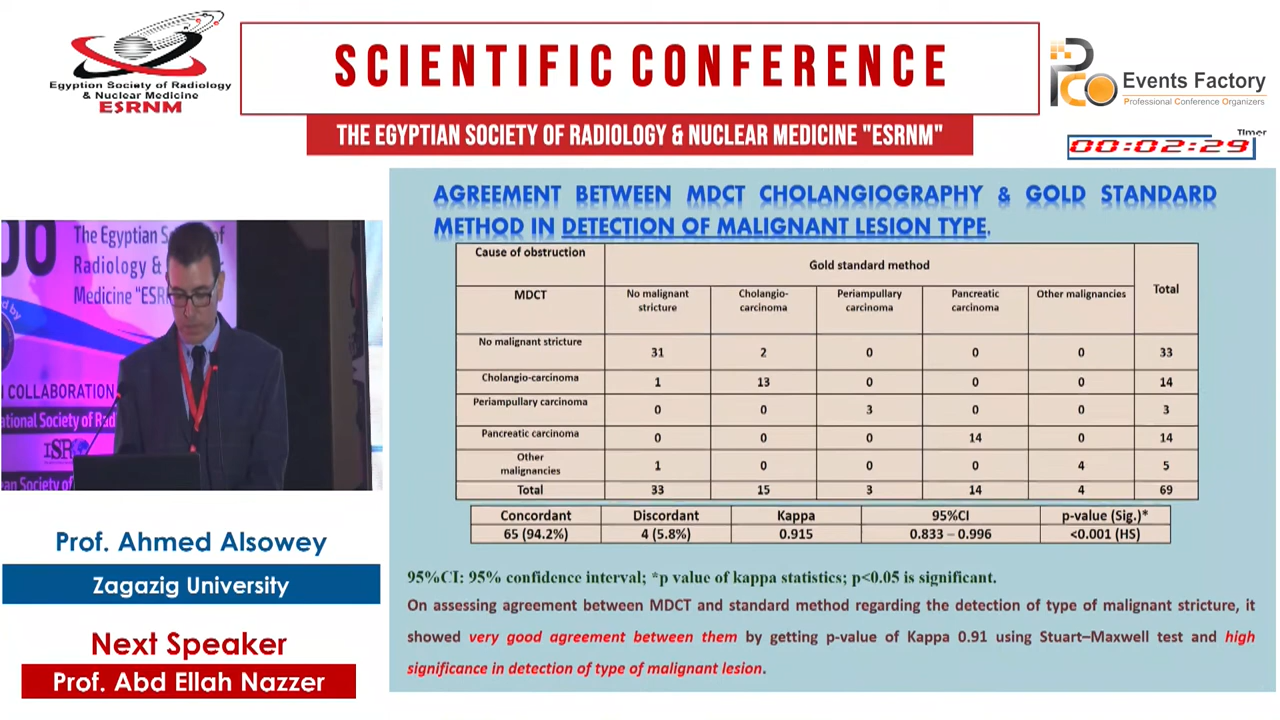 Egyptian Society of Radiology
& Nuclear Medicine
ESRNM
SCIENTIFIC CONFERENCE
THE EGYPTIAN SOCIETY OF RADIOLOGY & NUCLEAR MEDICINE "ESRNM"
Pco
Events Factory
Professional Conference Organizers
Timer
00:02:29
The Egyptian S of
Radiology &
Medicine "ESR
COLLABORATION
ational Society of Rad
ISR
ean Society of
AGREEMENT BETWEEN MDCT CHOLANGIOGRAPHY & GOLD STANDARD
METHOD IN DETECTION OF MALIGNANT LESION TYPE.
Cause of obstruction Gold standard method Total
MDCT No malignant stricture Cholangio-carcinoma Periampullary carcinoma Pancreatic carcinoma Other malignancies
No malignant stricture 31 2 0 0 0 33
Cholangio-carcinoma 1 13 0 0 0 14
Periampullary carcinoma 0 0 3 0 0 3
Pancreatic carcinoma 0 0 0 14 0 14
Other malignancies 1 0 0 0 4 5
Total 33 15 3 14 4 69
Concordant Discordant Kappa 95%CI p-value (Sig.)*
65 (94.2%) 4 (5.8%) 0.915 0.833 – 0.996 <0.001 (HS)
95%CI: 95% confidence interval; *p value of kappa statistics; p<0.05 is significant.
On assessing agreement between MDCT and standard method regarding the detection of type of malignant stricture, it
showed very good agreement between them by getting p-value of Kappa 0.91 using Stuart–Maxwell test and high
significance in detection of type of malignant lesion.
Prof. Ahmed Alsowey
Zagazig University
Next Speaker
Prof. Abd Ellah Nazzer